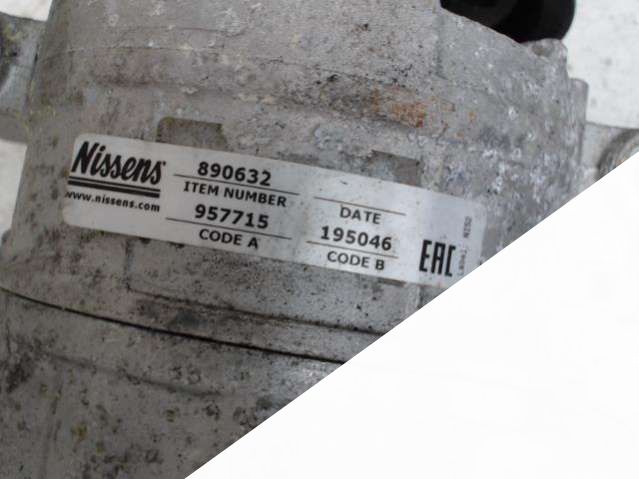 Nissens
www.nissens.com
890632
ITEM NUMBER
957715
CODE A
DATE
195046
CODE B
EAC